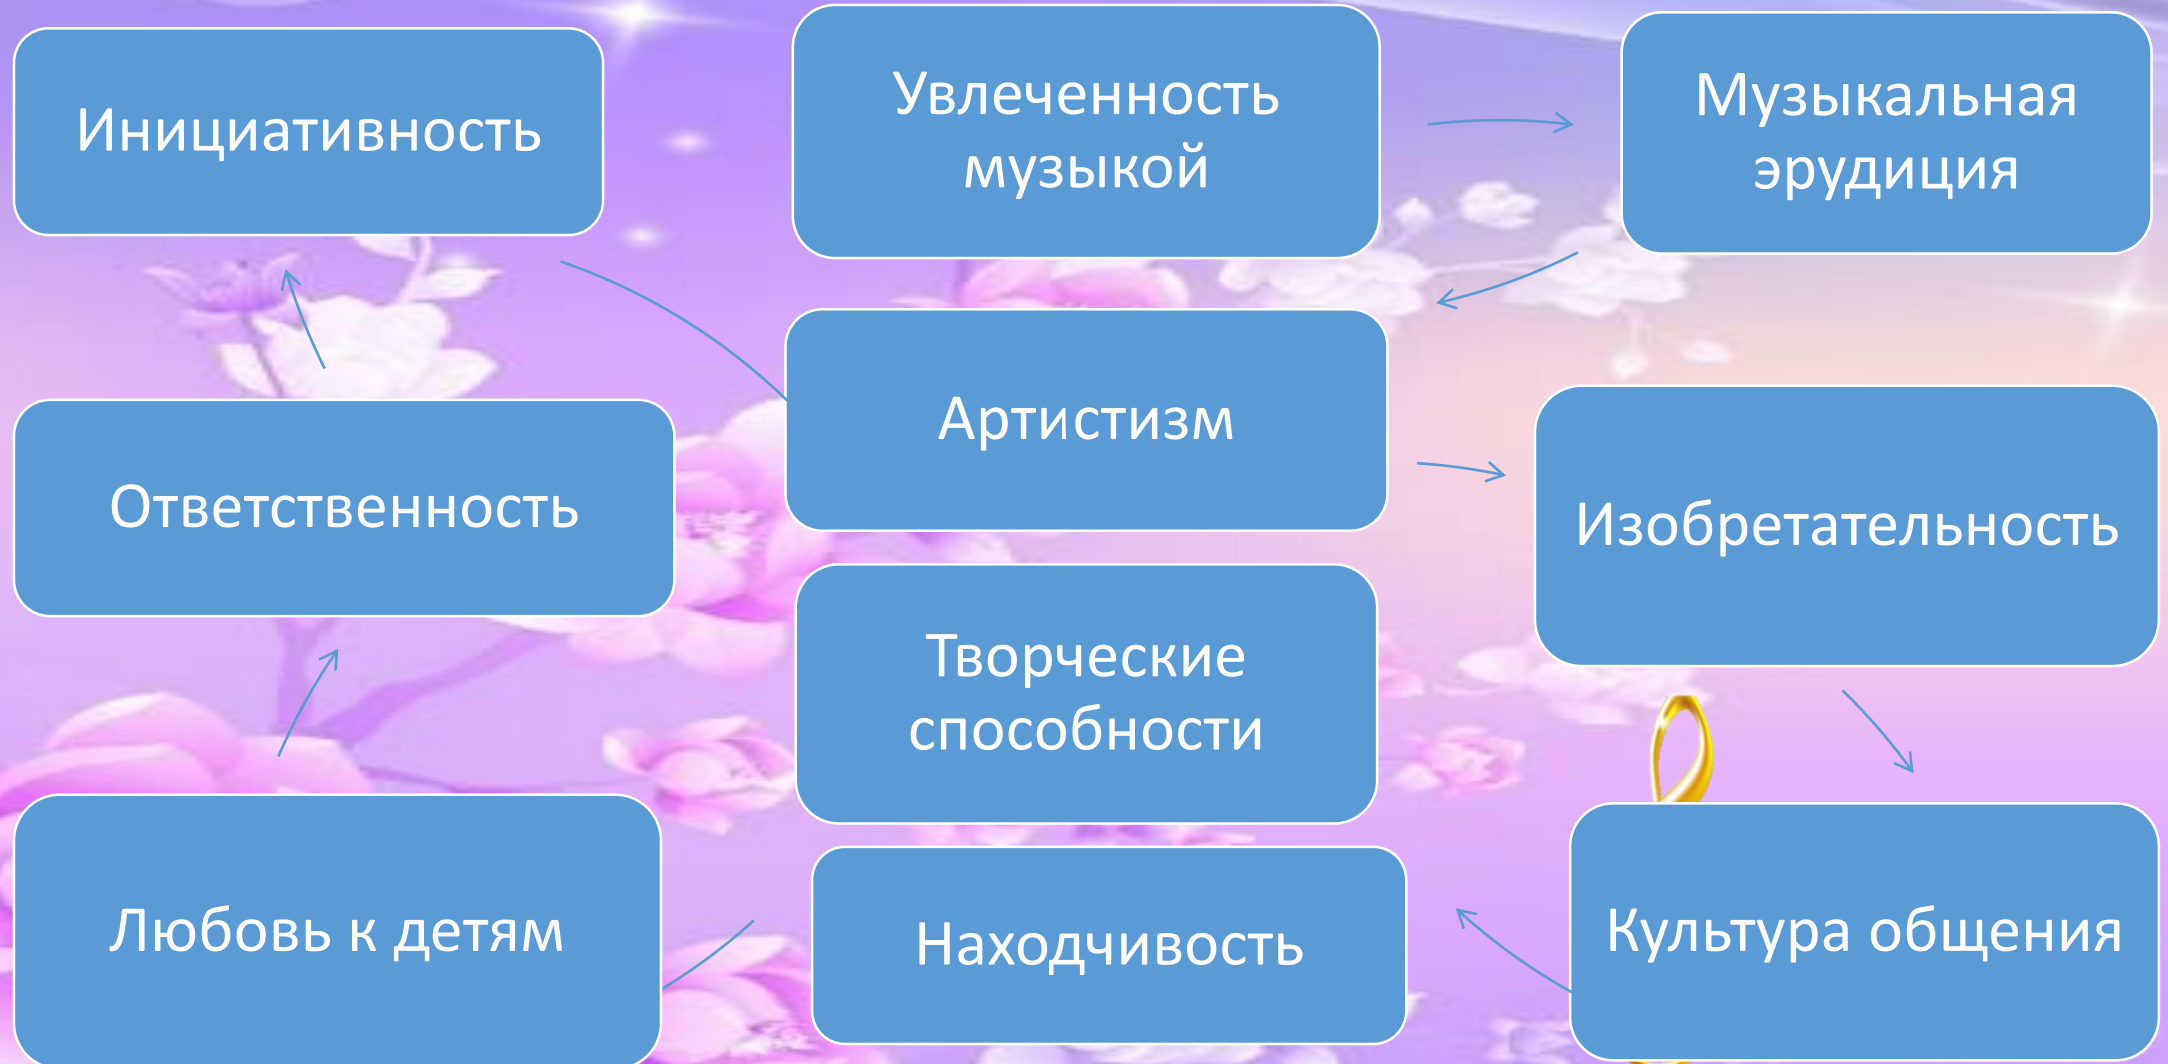 Инициативность
Увлеченность
музыкой
Музыкальная
эрудиция
Артистизм
Ответственность
Изобретательность
Творческие
способности
Любовь к детям
Находчивость
Культура общения